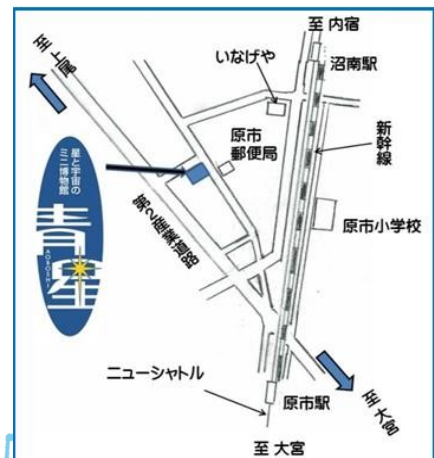 至 内宿
至 上尾
沼南駅
いなげや
新幹線
原市
郵便局
星と宇宙の
ミニ博物館
青星
AOBOSHI
第2産業道路
原市小学校
ニューシャトル
原市駅
至 大宮
至 大宮